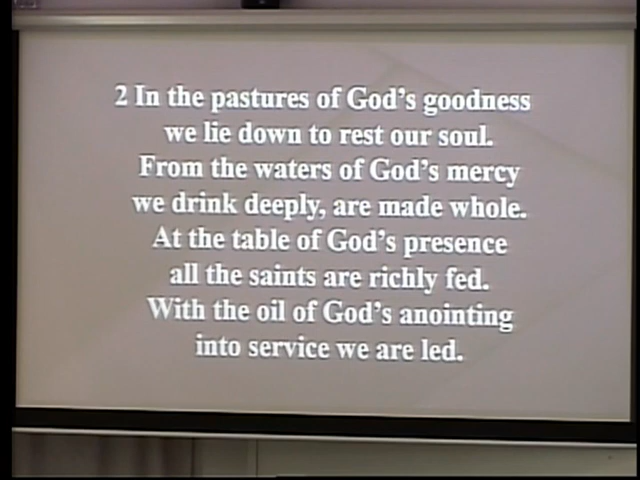 2 In the pastures of God's goodness
we lie down to rest our soul.
From the waters of God's mercy
we drink deeply, are made whole.
At the table of God's presence
all the saints are richly fed.
With the oil of God's anointing
into service we are led.